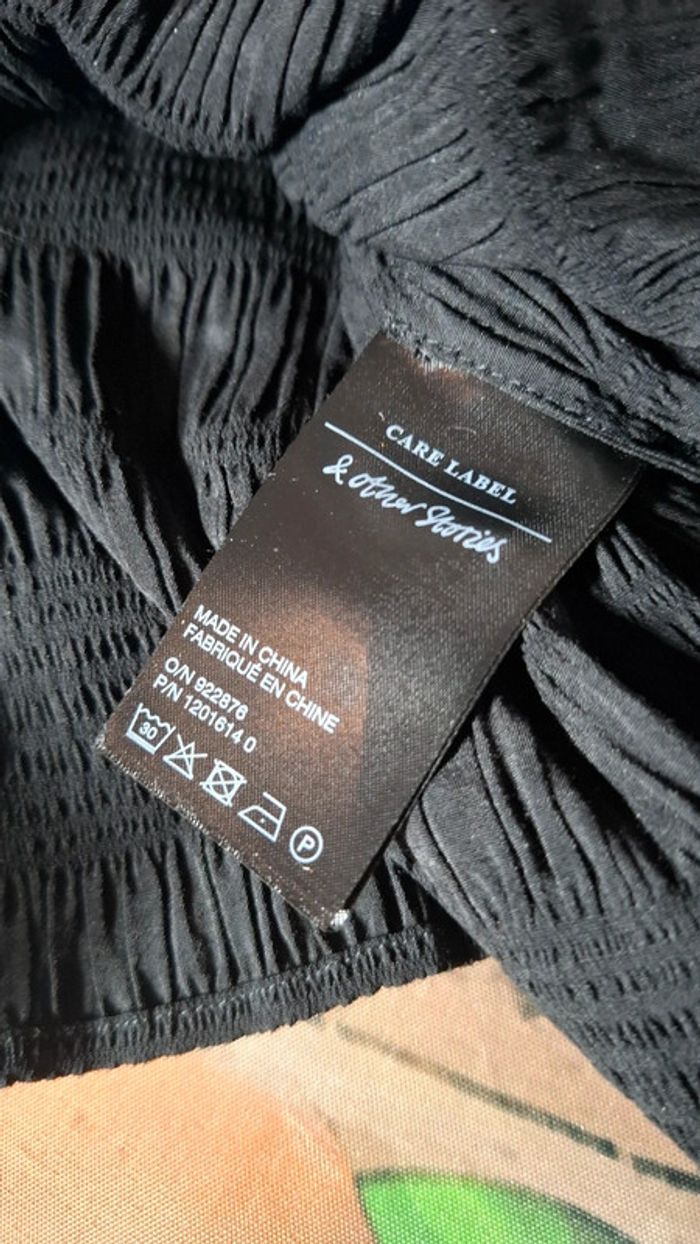 CARE LABEL
& Other Stories
MADE IN CHINA
FABRIQUÉ EN CHINE
O/N 922876
P/N 1201614 0
30
P